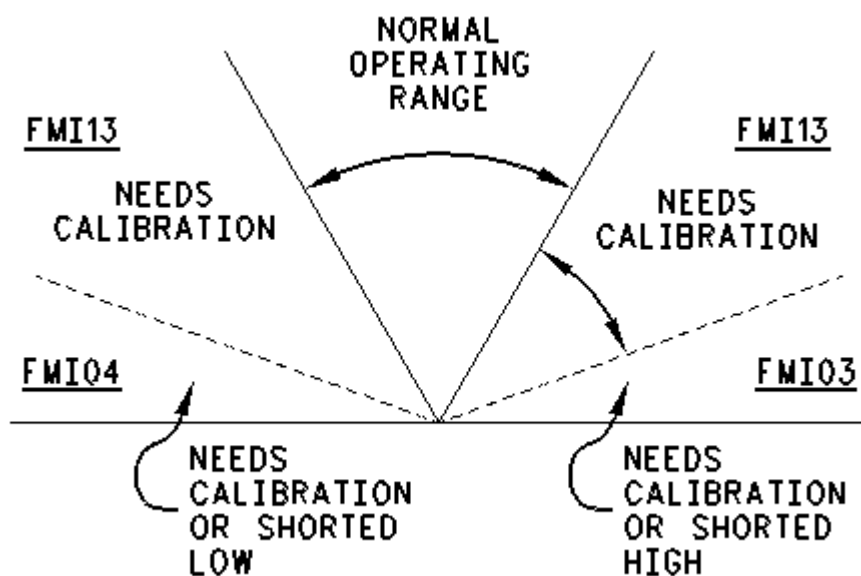 NORMAL
OPERATING
RANGE
FMI13
FMI13
NEEDS
CALIBRATION
NEEDS
CALIBRATION
FMI04
FMI03
NEEDS
CALIBRATION
OR SHORTED
LOW
NEEDS
CALIBRATION
OR SHORTED
HIGH